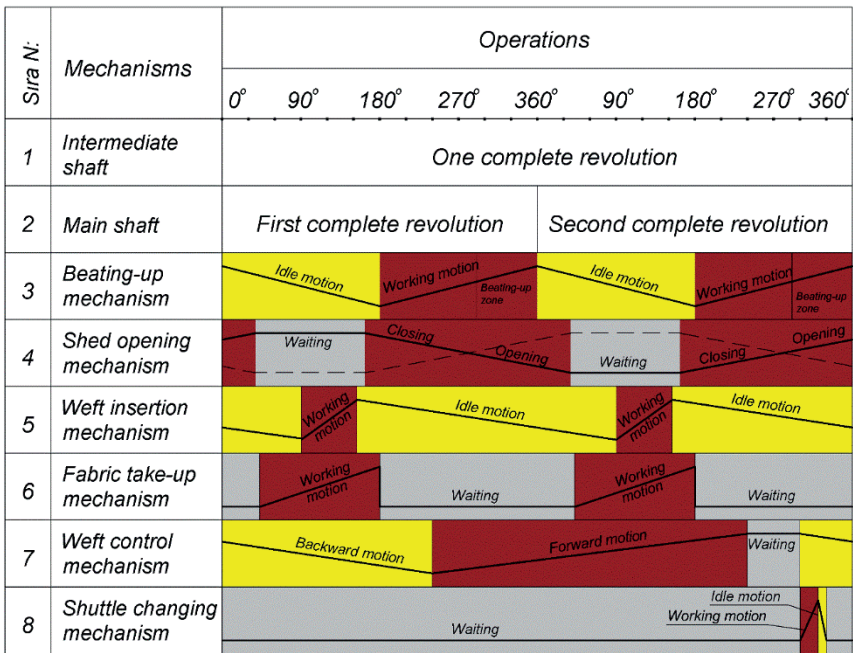 Sıra N:
Mechanisms
Operations
0° 90° 180° 270° 360° 90° 180° 270° 360°
1
Intermediate
shaft
One complete revolution
2
Main shaft
First complete revolution
Second complete revolution
3
Beating-up
mechanism
Idle motion
Working motion
Beating-up
zone
Idle motion
Working motion
Beating-up
zone
4
Shed opening
mechanism
Waiting
Closing
Opening
Waiting
Closing
Opening
5
Weft insertion
mechanism
Working
motion
Idle motion
Working
motion
Idle motion
6
Fabric take-up
mechanism
Working
motion
Waiting
Working
motion
Waiting
7
Weft control
mechanism
Backward motion
Forward motion
Waiting
8
Shuttle changing
mechanism
Waiting
Idle motion
Working motion